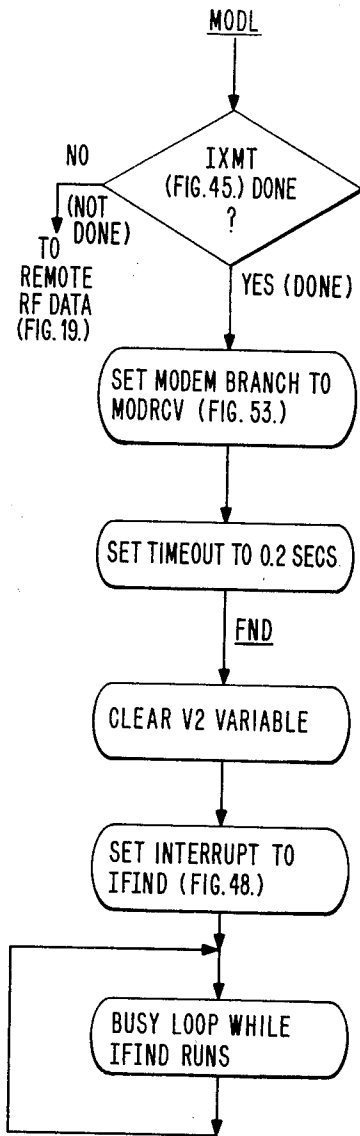 MODL
IXMT
(FIG.45.) DONE
?
NO
(NOT
DONE)
TO
REMOTE
RF DATA
(FIG. 19.)
YES (DONE)
SET MODEM BRANCH TO
MODRCV (FIG. 53.)
SET TIMEOUT TO 0.2 SECS
FND
CLEAR V2 VARIABLE
SET INTERRUPT TO
IFIND (FIG.48.)
BUSY LOOP WHILE
IFIND RUNS